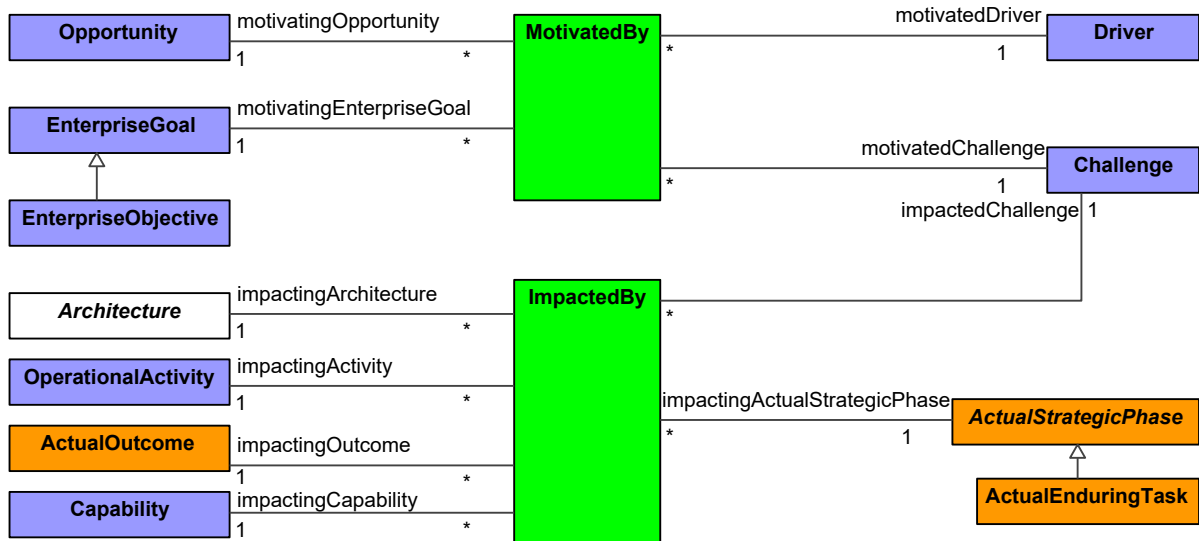 motivatingOpportunity
motivatedDriver
Opportunity
MotivatedBy
Driver
1
*
*
1
motivatingEnterpriseGoal
EnterpriseGoal
1
*
motivatedChallenge
Challenge
*
1
EnterpriseObjective
impactedChallenge
1
impactingArchitecture
ImpactedBy
Architecture
1
*
*
impactingActivity
OperationalActivity
1
*
impactingActualStrategicPhase
ActualStrategicPhase
*
1
ActualOutcome
impactingOutcome
1
*
impactingCapability
Capability
1
*
ActualEnduringTask